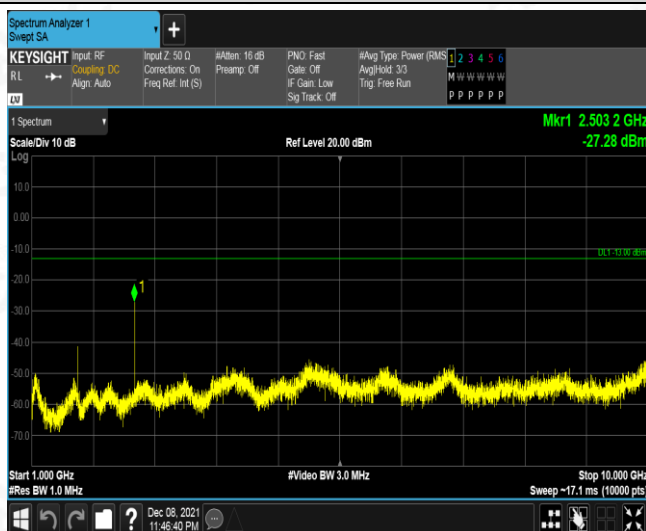 Spectrum Analyzer 1
Swept SA
+
KEYSIGHT
RL
LXI
Input: RF
Coupling: DC
Align: Auto
Input Z: 50 Ω
Corrections: On
Freq Ref: Int (S)
#Atten: 16 dB
Preamp: Off
PNO: Fast
Gate: Off
IF Gain: Low
Sig Track: Off
#Avg Type: Power (RMS
Avg|Hold: 3/3
Trig: Free Run
1 2 3 4 5 6
M W W W W W
P P P P P P
1 Spectrum
Scale/Div 10 dB
Log
Ref Level 20.00 dBm
Mkr1 2.503 2 GHz
-27.28 dBm
10.0
0.00
-10.0
DL1 -13.00 dBm
-20.0
1
-30.0
-40.0
-50.0
-60.0
-70.0
Start 1.000 GHz
#Res BW 1.0 MHz
#Video BW 3.0 MHz
Stop 10.000 GHz
Sweep ~17.1 ms (10000 pts)
?
Dec 08, 2021
11:46:40 PM